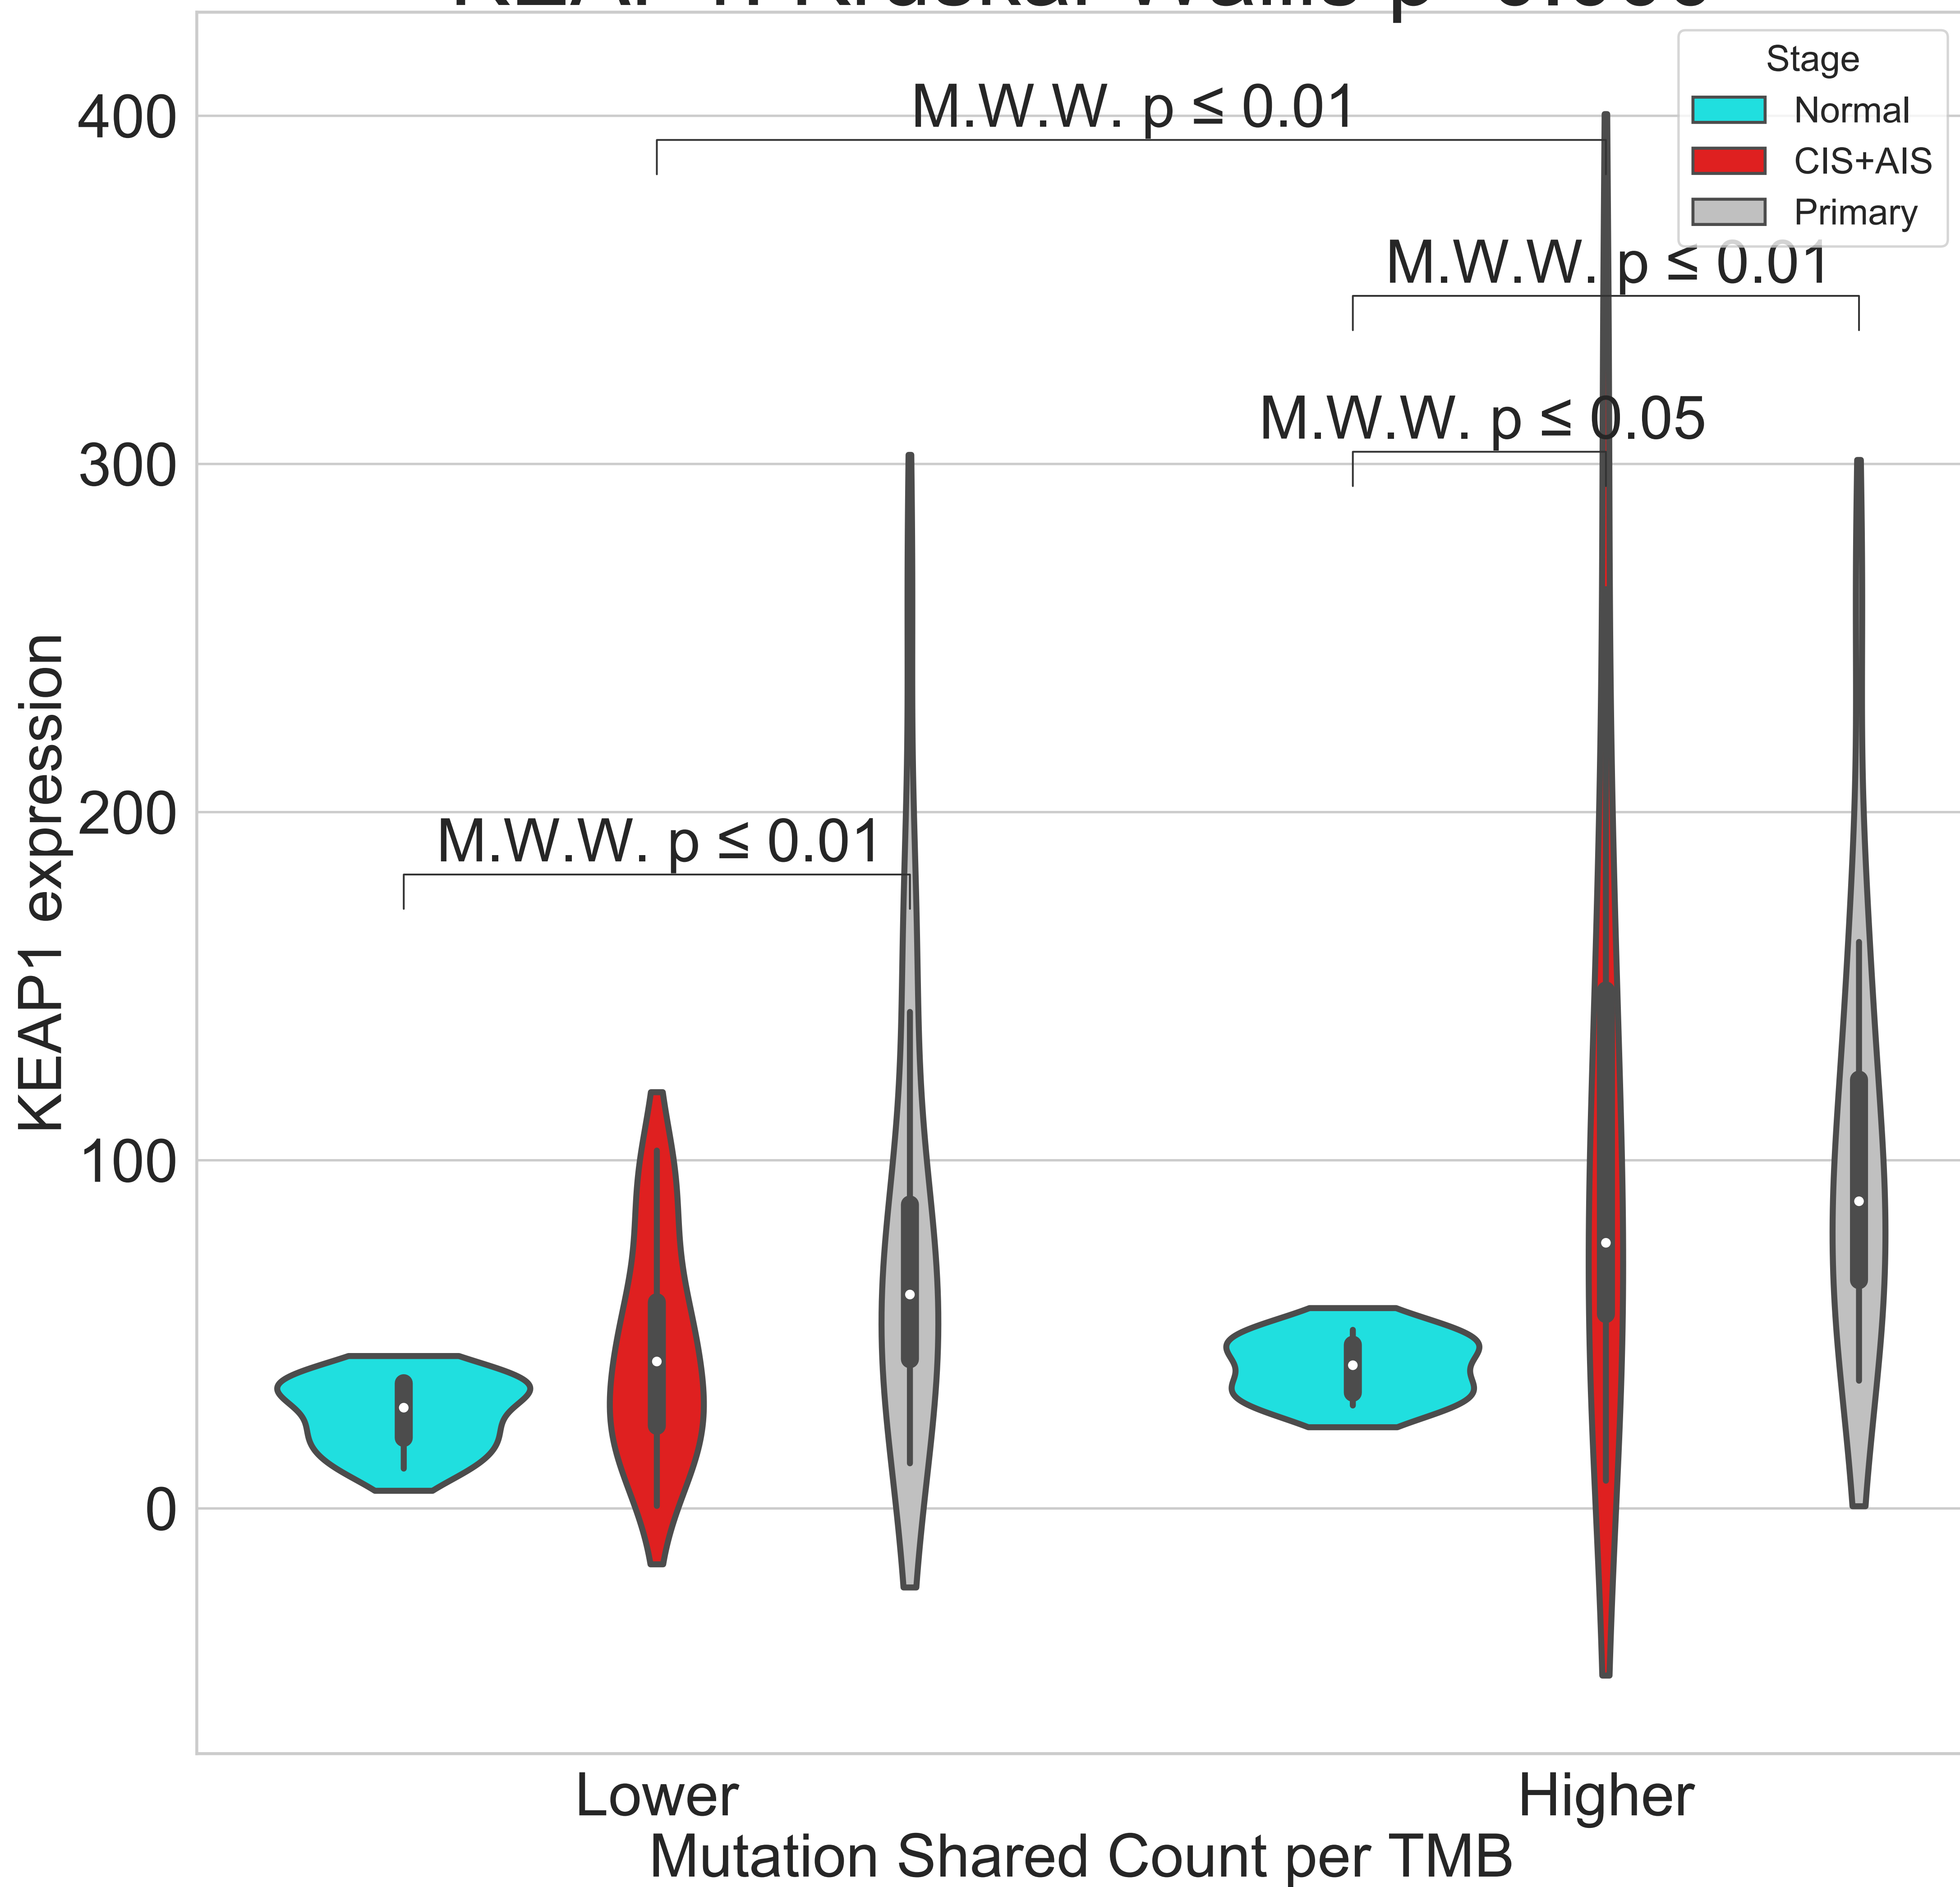 Stage
Normal
CIS+AIS
Primary
M.W.W. p ≤ 0.01
M.W.W. p ≤ 0.01
M.W.W. p ≤ 0.05
M.W.W. p ≤ 0.01
400
300
200
100
0
KEAP1 expression
Lower
Higher
Mutation Shared Count per TMB